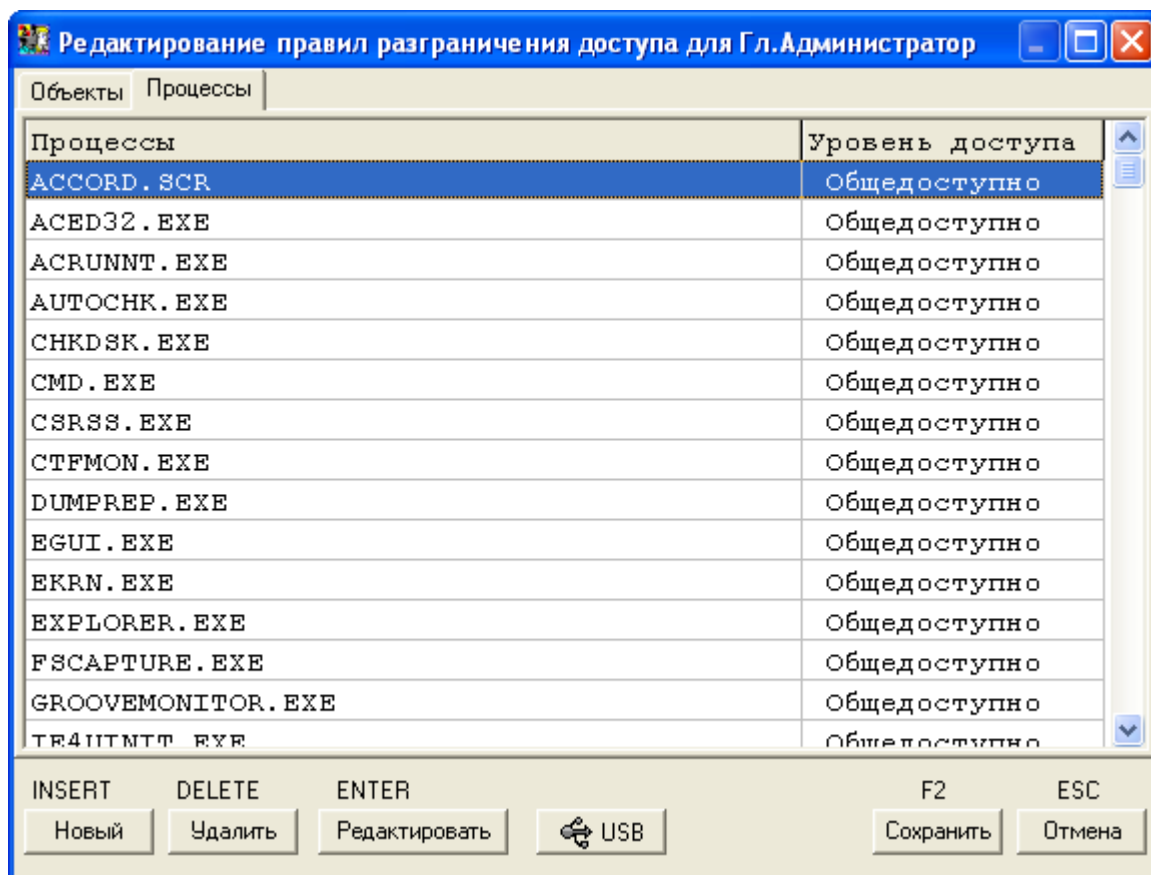 Редактирование правил разграничения доступа для Гл.Администратор
Объекты Процессы
Процессы Уровень доступа
ACCORD.SCR Общедоступно
ACED32.EXE Общедоступно
ACRUNNT.EXE Общедоступно
AUTOCHK.EXE Общедоступно
CHKDSK.EXE Общедоступно
CMD.EXE Общедоступно
CSRSS.EXE Общедоступно
CTFMON.EXE Общедоступно
DUMPREP.EXE Общедоступно
EGUI.EXE Общедоступно
EKRN.EXE Общедоступно
EXPLORER.EXE Общедоступно
FSCAPTURE.EXE Общедоступно
GROOVEMONITOR.EXE Общедоступно
IE4UINIT.EXE Общедоступно
INSERT DELETE ENTER F2 ESC
Новый Удалить Редактировать USB Сохранить Отмена